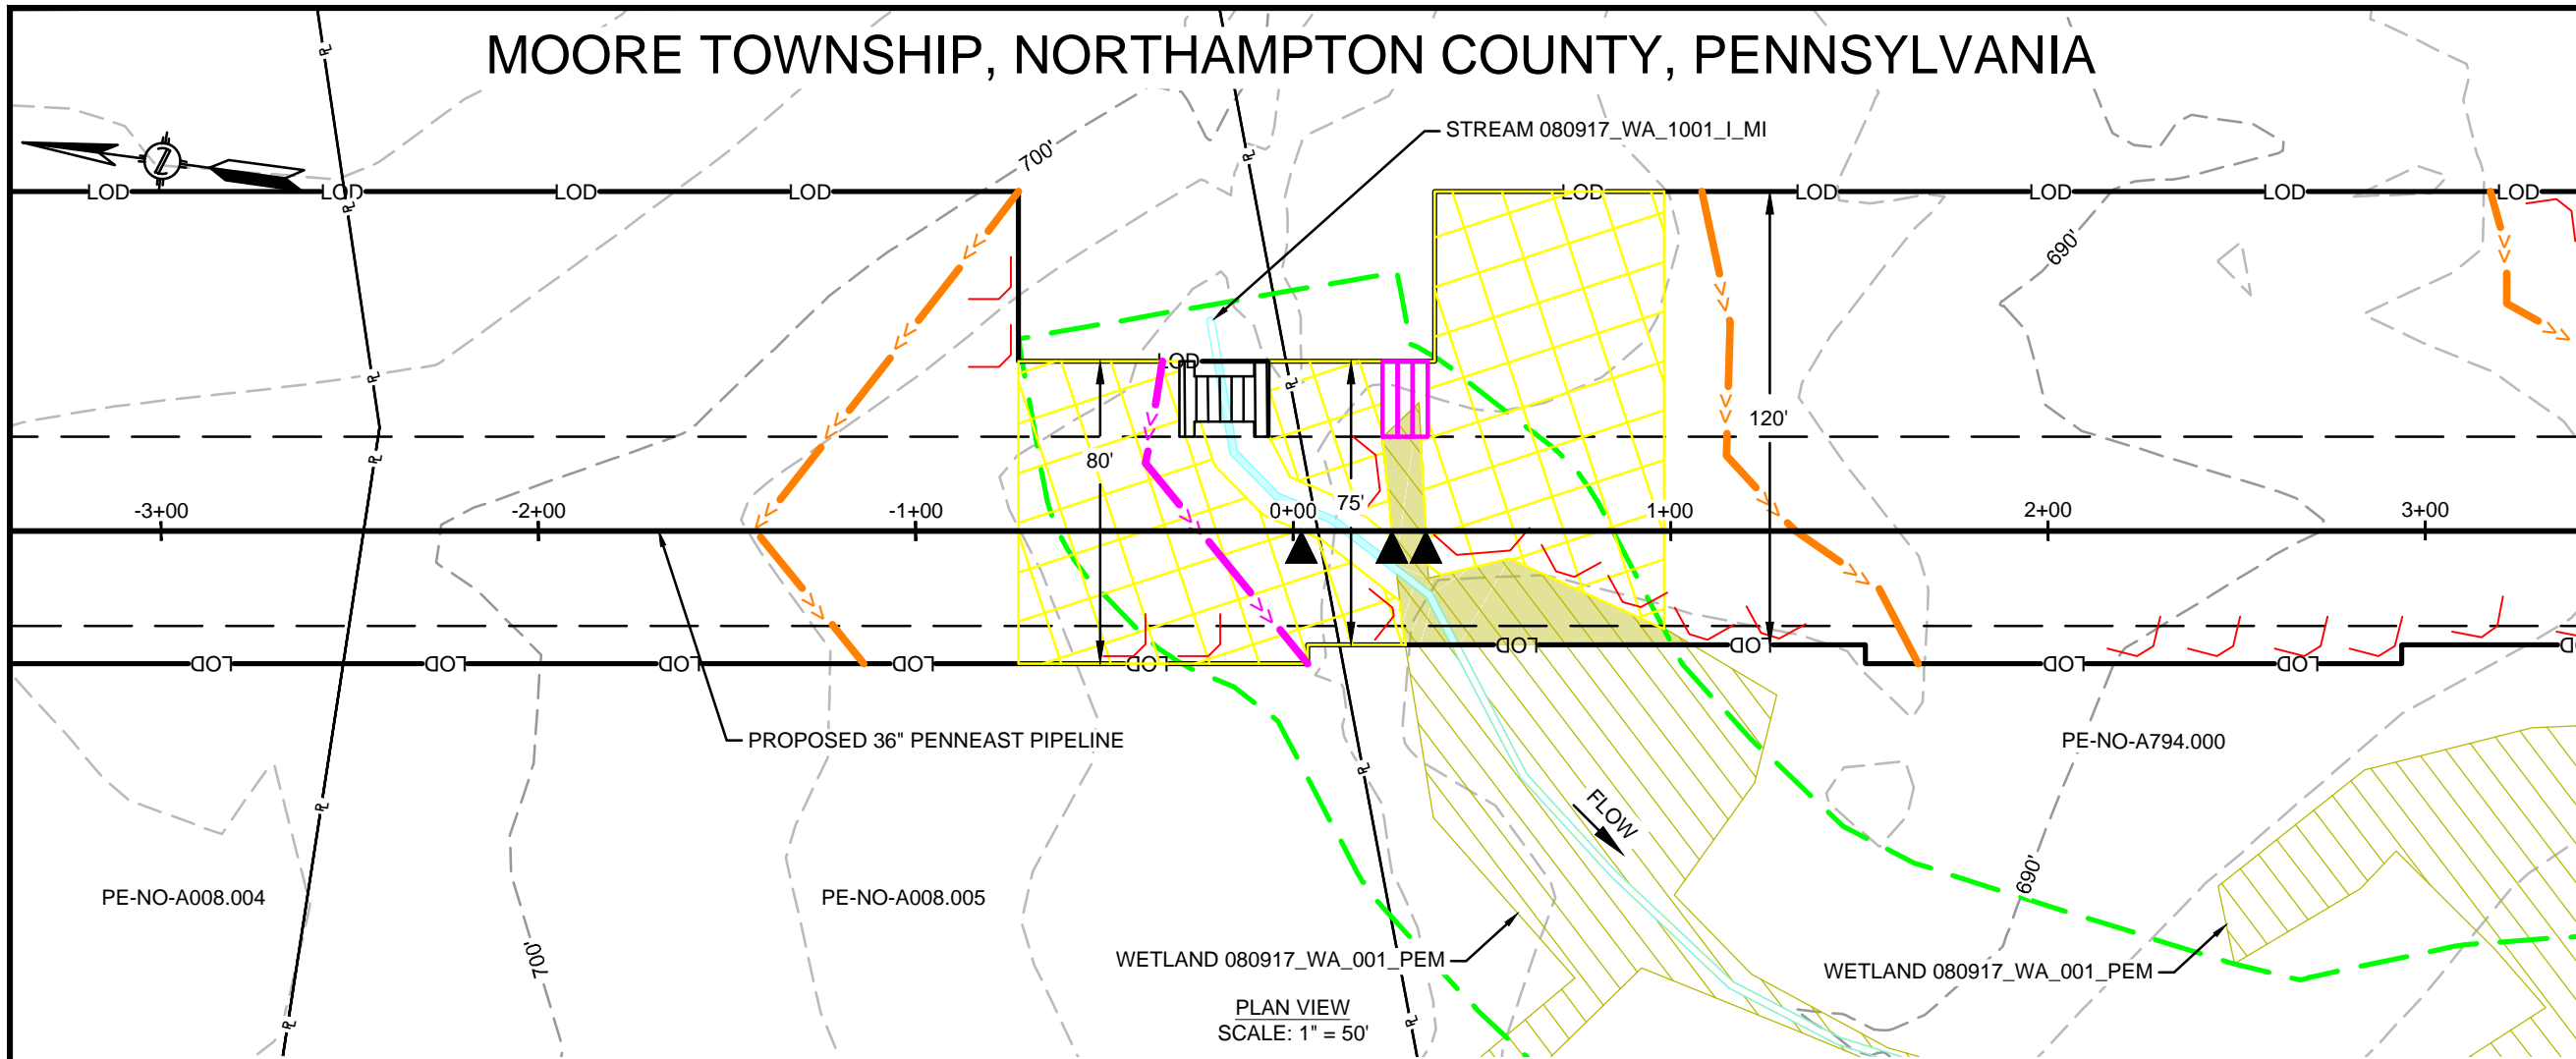 MOORE TOWNSHIP, NORTHAMPTON COUNTY, PENNSYLVANIA
STREAM 080917_WA_1001_I_MI
700'
LOD LOD LOD LOD LOD LOD LOD LOD LOD
690'
LOD
120'
80'
75'
-3+00 -2+00 -1+00 0+00 1+00 2+00 3+00
LOD LOD
LOD LOD LOD LOD LOD LOD LOD
PROPOSED 36" PENNEAST PIPELINE
PE-NO-A794.000
FLOW
PE-NO-A008.004
PE-NO-A008.005
690'
700'
WETLAND 080917_WA_001_PEM
WETLAND 080917_WA_001_PEM
PLAN VIEW
SCALE: 1" = 50'